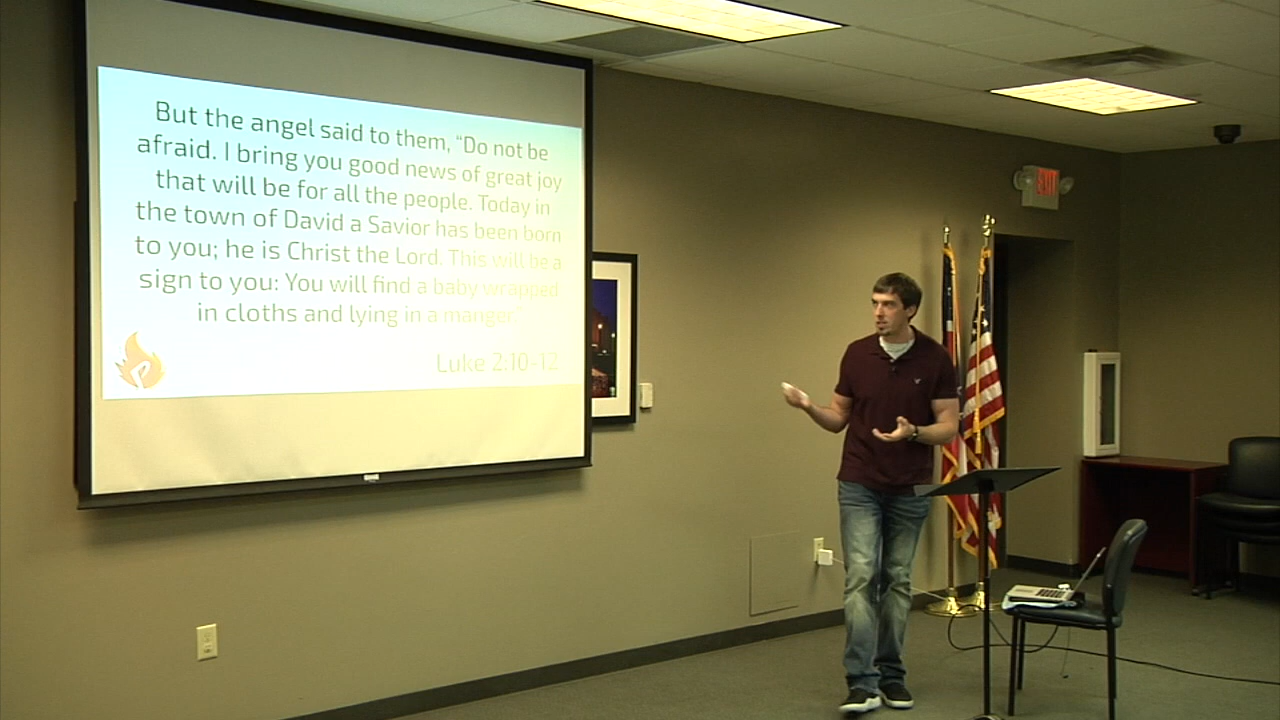 But the angel said to them, “Do not be
afraid. I bring you good news of great joy
that will be for all the people. Today in
the town of David a Savior has been born
to you; he is Christ the Lord. This will be a
sign to you: You will find a baby wrapped
in cloths and lying in a manger.”
Luke 2:10-12
P
EXIT